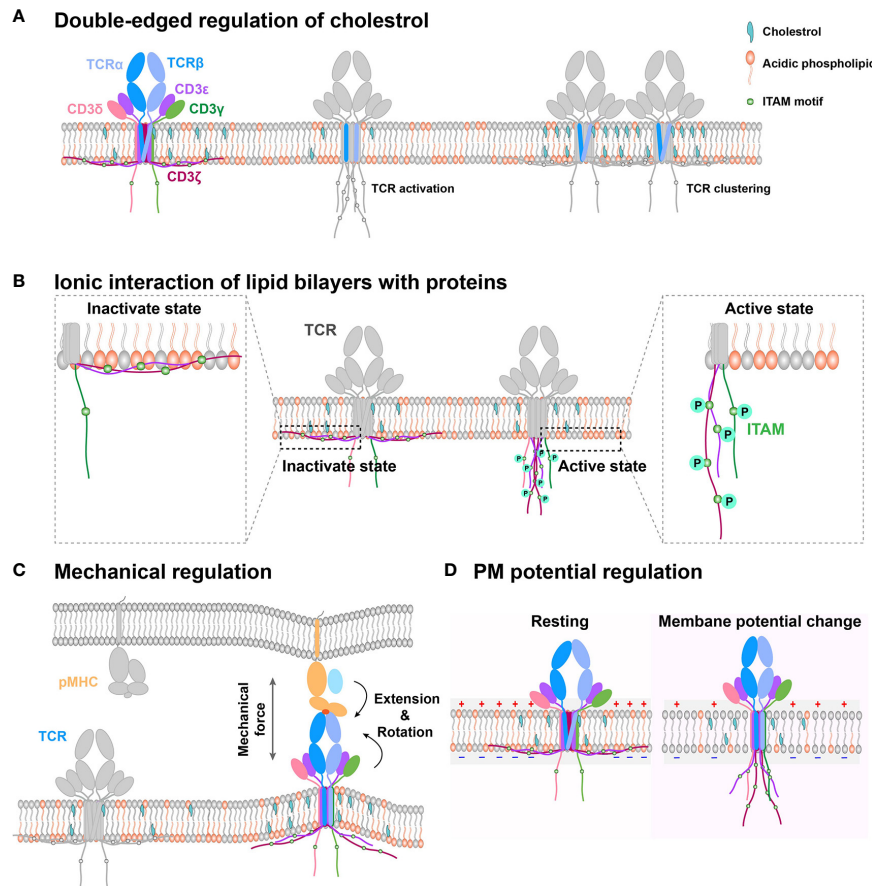 A Double-edged regulation of cholestrol
Cholestrol
Acidic phospholipid
ITAM motif
TCRα
TCRβ
CD3ε
CD3δ
CD3γ
CD3ζ
TCR activation
TCR clustering
B Ionic interaction of lipid bilayers with proteins
Inactivate state
TCR
Inactivate state
Active state
P
P
P
P
P
P
P
P
Active state
P
P
P
ITAM
P
P
C Mechanical regulation
pMHC
TCR
Mechanical
force
Extension
&
Rotation
D PM potential regulation
Resting
Membane potential change
+ + + + + + + +
− − − − − − −
+ + + + +
− − − − −